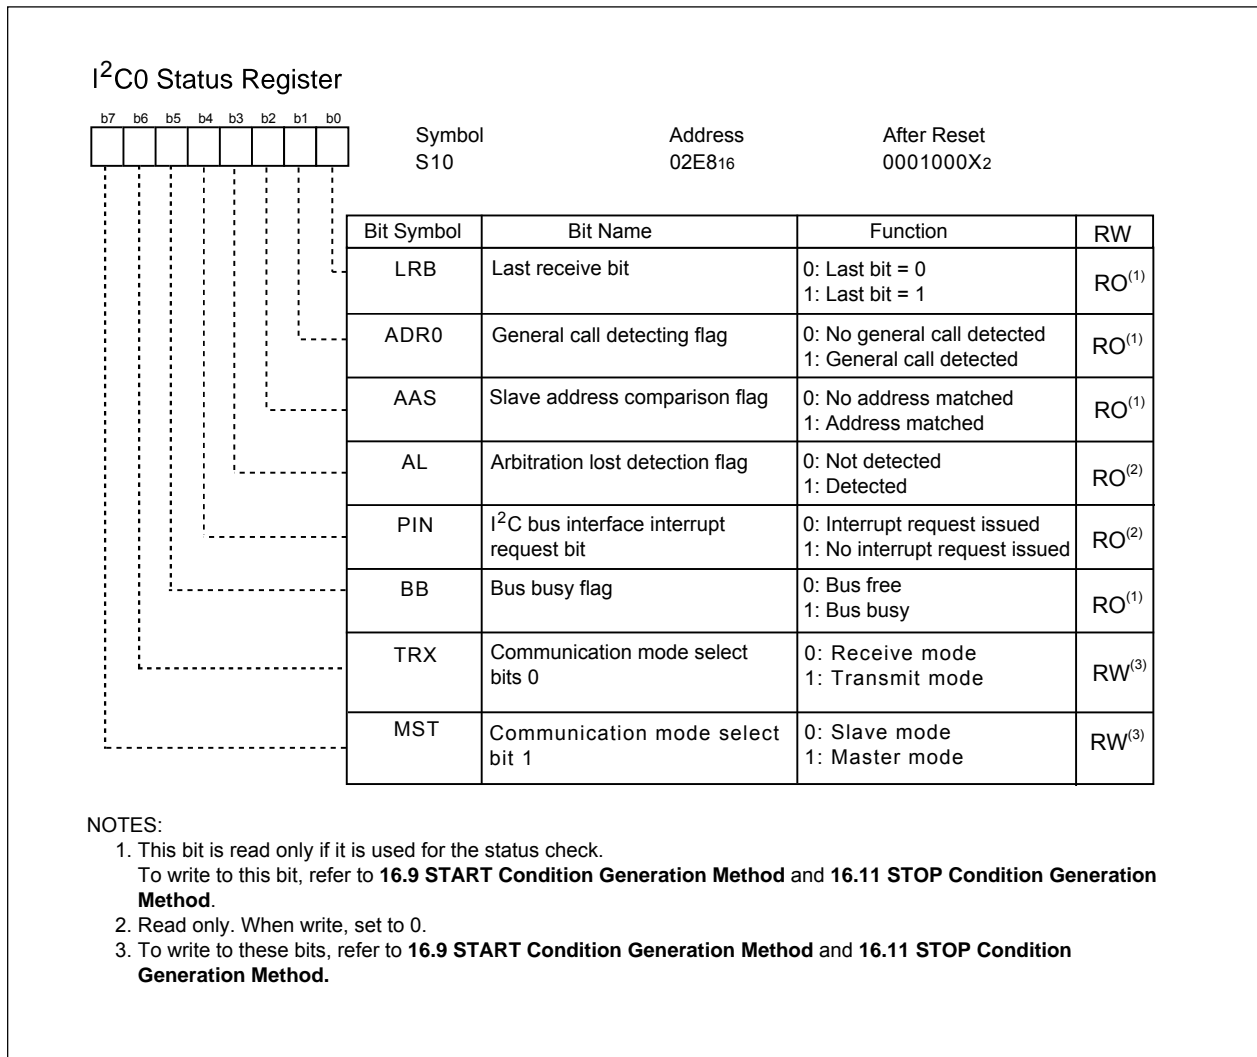 I2C0 Status Register
b7 b6 b5 b4 b3 b2 b1 b0
Symbol Address After Reset
S10 02E816 0001000X2
Bit Symbol Bit Name Function RW
LRB Last receive bit 0: Last bit = 0
1: Last bit = 1 RO(1)
ADR0 General call detecting flag 0: No general call detected
1: General call detected RO(1)
AAS Slave address comparison flag 0: No address matched
1: Address matched RO(1)
AL Arbitration lost detection flag 0: Not detected
1: Detected RO(2)
PIN I2C bus interface interrupt 0: Interrupt request issued
request bit 1: No interrupt request issued RO(2)
BB Bus busy flag 0: Bus free
1: Bus busy RO(1)
TRX Communication mode select 0: Receive mode
bits 0 1: Transmit mode RW(3)
MST Communication mode select 0: Slave mode
bit 1 1: Master mode RW(3)
NOTES:
1. This bit is read only if it is used for the status check.
To write to this bit, refer to 16.9 START Condition Generation Method and 16.11 STOP Condition Generation
Method.
2. Read only. When write, set to 0.
3. To write to these bits, refer to 16.9 START Condition Generation Method and 16.11 STOP Condition
Generation Method.